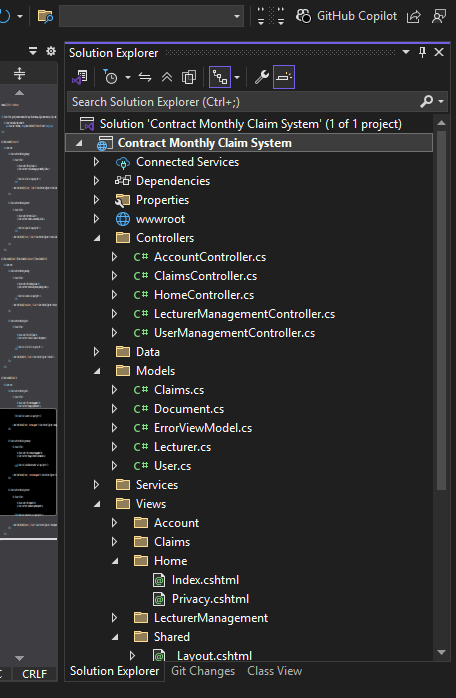 GitHub Copilot
Solution Explorer
Search Solution Explorer (Ctrl+;)
Solution 'Contract Monthly Claim System' (1 of 1 project)
Contract Monthly Claim System
Connected Services
Dependencies
Properties
wwwroot
Controllers
C# AccountController.cs
C# ClaimsController.cs
C# HomeController.cs
C# LecturerManagementController.cs
C# UserManagementController.cs
Data
Models
C# Claims.cs
C# Document.cs
C# ErrorViewModel.cs
C# Lecturer.cs
C# User.cs
Services
Views
Account
Claims
Home
Index.cshtml
Privacy.cshtml
LecturerManagement
Shared
_Layout.cshtml
CRLF
Solution Explorer Git Changes Class View